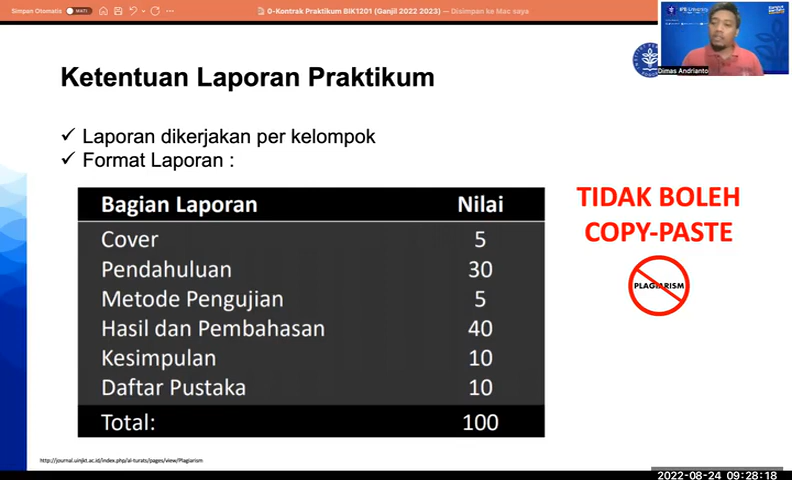 Simpan Otomatis MATI 0-Kontrak Praktikum BIK1201 (Ganjil 2022 2023) — Disimpan ke Mac saya
IPB University
Dimas Andrianto
Ketentuan Laporan Praktikum
✓ Laporan dikerjakan per kelompok
✓ Format Laporan :
Bagian Laporan Nilai
Cover 5
Pendahuluan 30
Metode Pengujian 5
Hasil dan Pembahasan 40
Kesimpulan 10
Daftar Pustaka 10
Total: 100
TIDAK BOLEH
COPY-PASTE
PLAGIARISM
http://journal.uinjkt.ac.id/index.php/al-turats/pages/view/Plagiarism
2022-08-24 09:28:18